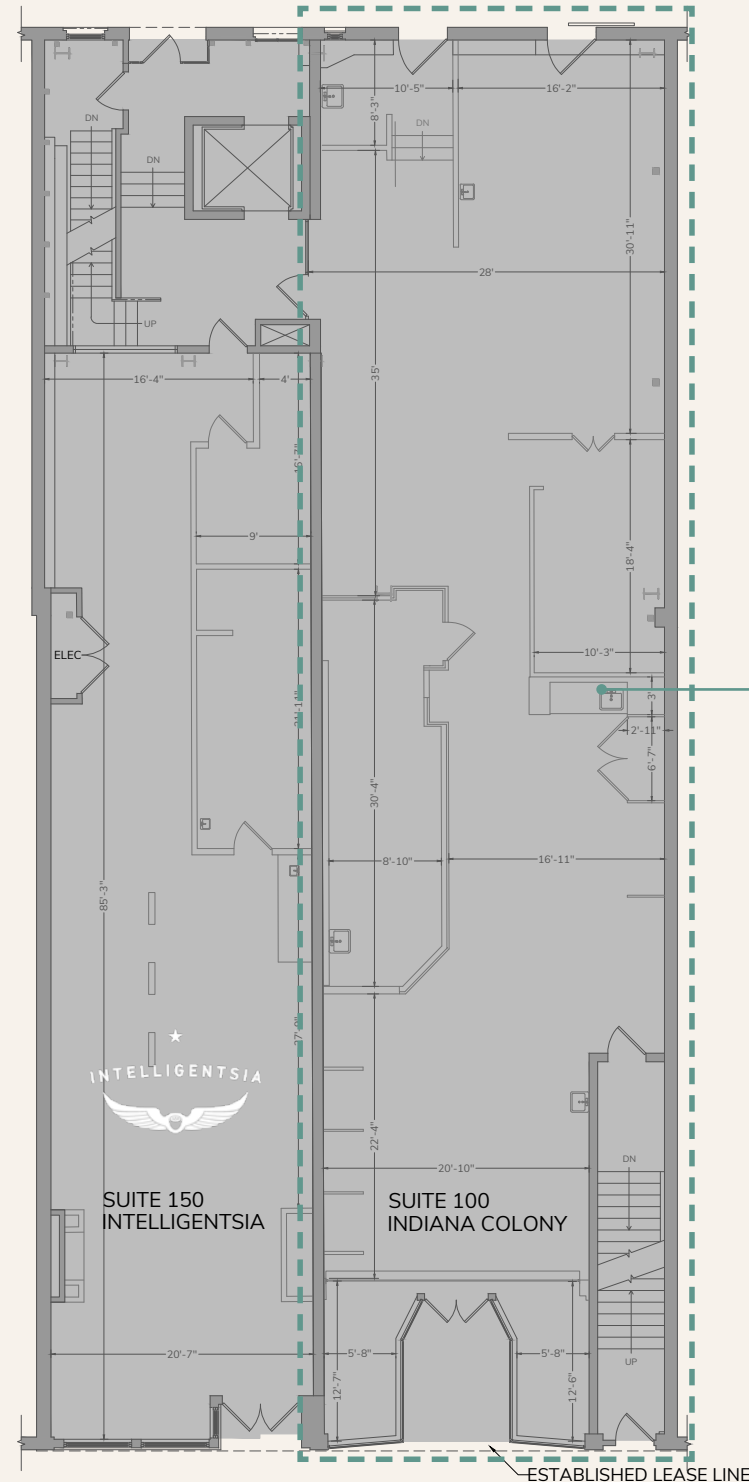 10'-5"
16'-2"
8'-3"
DN
DN
DN
30'-11"
28'
UP
35'
16'-4"
4'
9'
18'-4"
10'-3"
ELEC
3'
2'-11"
6'-7"
30'-4"
85'-3"
8'-10"
16'-11"
INTELLIGENTSIA
22'-4"
DN
20'-10"
SUITE 150
INTELLIGENTSIA
SUITE 100
INDIANA COLONY
20'-7"
5'-8"
5'-8"
12'-7"
12'-6"
UP
ESTABLISHED LEASE LINE